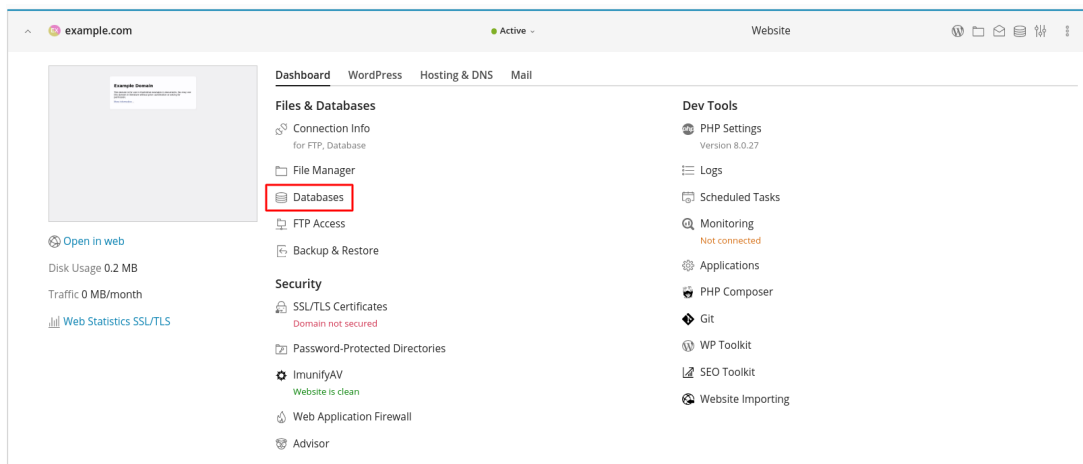 example.com
Active
Website
Example Domain
Dashboard WordPress Hosting & DNS Mail
Files & Databases
Connection Info
for FTP, Database
File Manager
Databases
FTP Access
Backup & Restore
Security
SSL/TLS Certificates
Domain not secured
Password-Protected Directories
ImunifyAV
Website is clean
Web Application Firewall
Advisor
Dev Tools
php PHP Settings
Version 8.0.27
Logs
Scheduled Tasks
Monitoring
Not connected
Applications
PHP Composer
Git
WP Toolkit
SEO Toolkit
Website Importing
Open in web
Disk Usage 0.2 MB
Traffic 0 MB/month
Web Statistics SSL/TLS